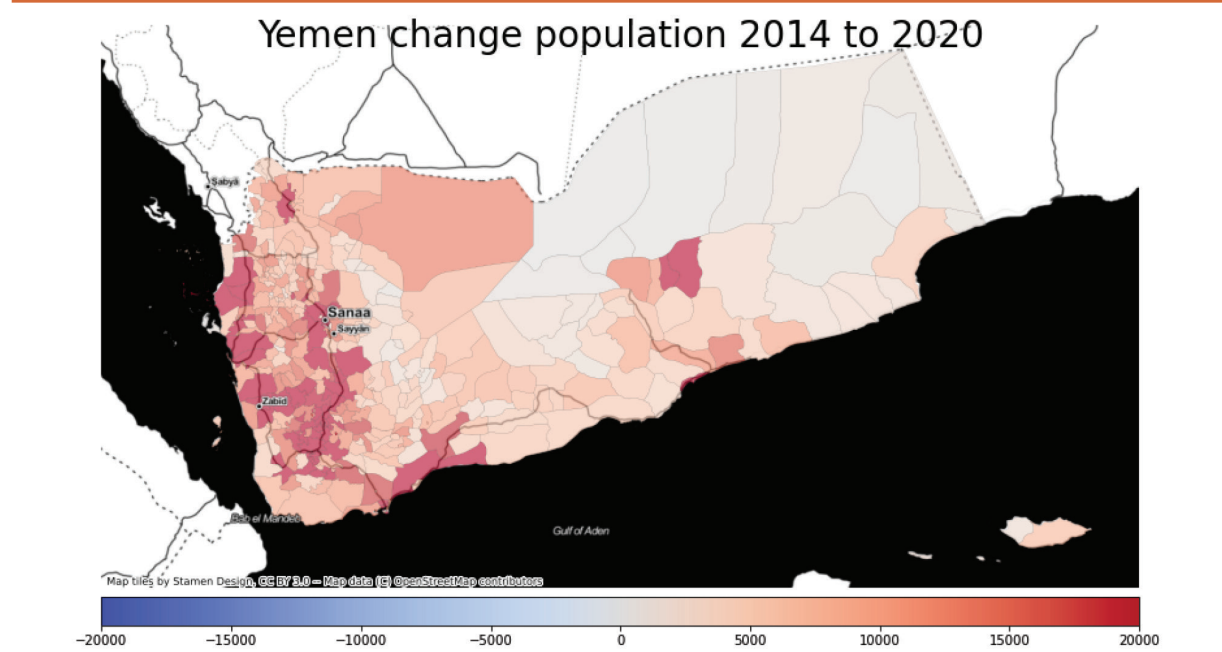 Yemen change population 2014 to 2020
Şabyā
Sanaa
Sayyān
Zabid
Bab el Mandeb
Gulf of Aden
Map tiles by Stamen Design, CC BY 3.0 -- Map data (C) OpenStreetMap contributors
−20000 −15000 −10000 −5000 0 5000 10000 15000 20000